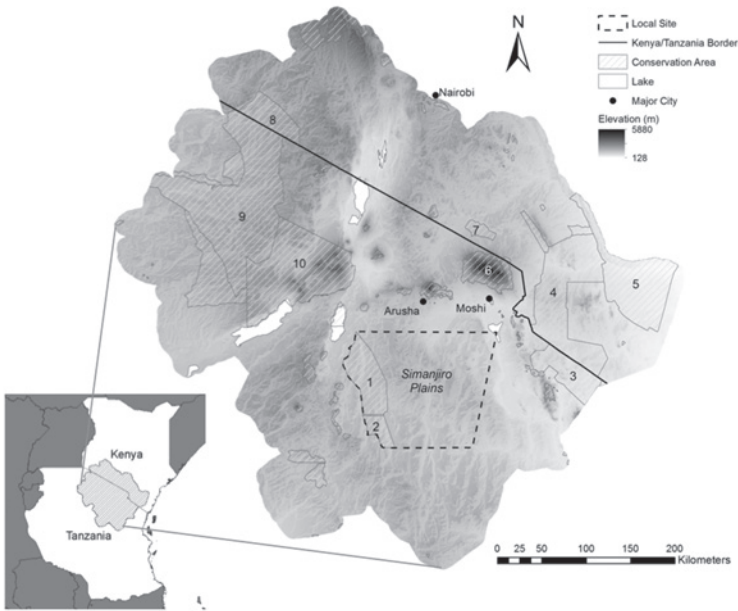 N
Local Site
Kenya/Tanzania Border
Conservation Area
Lake
Major City
Elevation (m)
5880
128
Nairobi
8
7
9
10
6
4
5
Arusha
Moshi
3
1
Simanjiro
Plains
2
Kenya
Tanzania
0 25 50 100 150 200
Kilometers